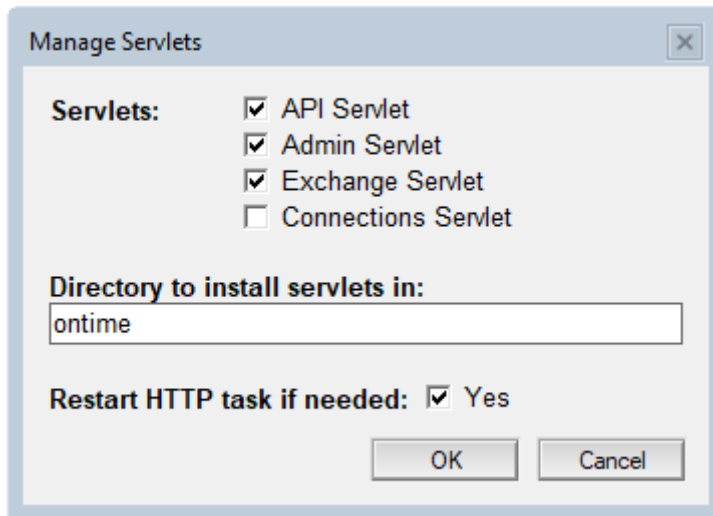 Manage Servlets
Servlets: API Servlet
Admin Servlet
Exchange Servlet
Connections Servlet
Directory to install servlets in:
ontime
Restart HTTP task if needed: Yes
OK Cancel